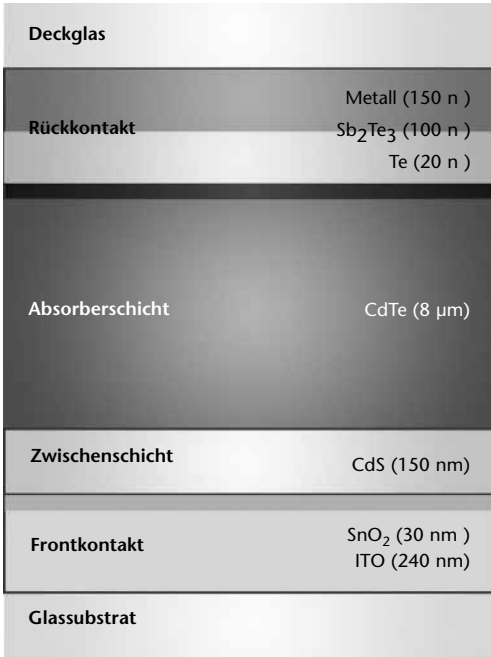 Deckglas
Metall (150 n )
Rückkontakt Sb₂Te₃ (100 n )
Te (20 n )
Absorberschicht CdTe (8 µm)
Zwischenschicht CdS (150 nm)
SnO₂ (30 nm )
Frontkontakt
ITO (240 nm)
Glassubstrat